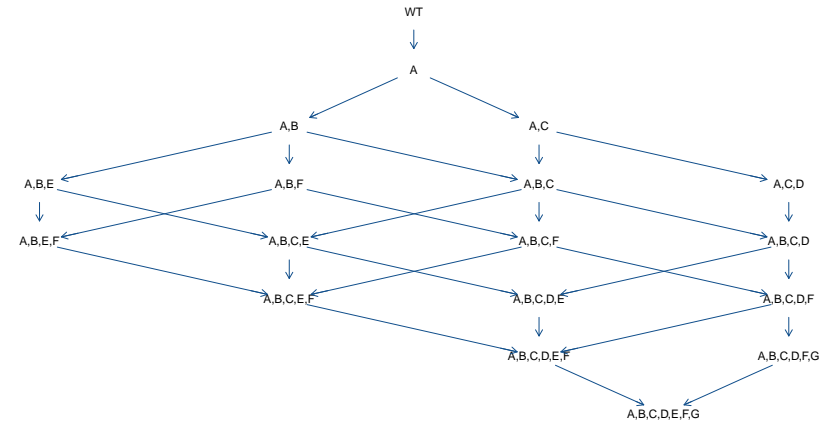 WT
A
A,B
A,C
A,B,E
A,B,F
A,B,C
A,C,D
A,B,E,F
A,B,C,E
A,B,C,F
A,B,C,D
A,B,C,E,F
A,B,C,D,E
A,B,C,D,F
A,B,C,D,E,F
A,B,C,D,F,G
A,B,C,D,E,F,G